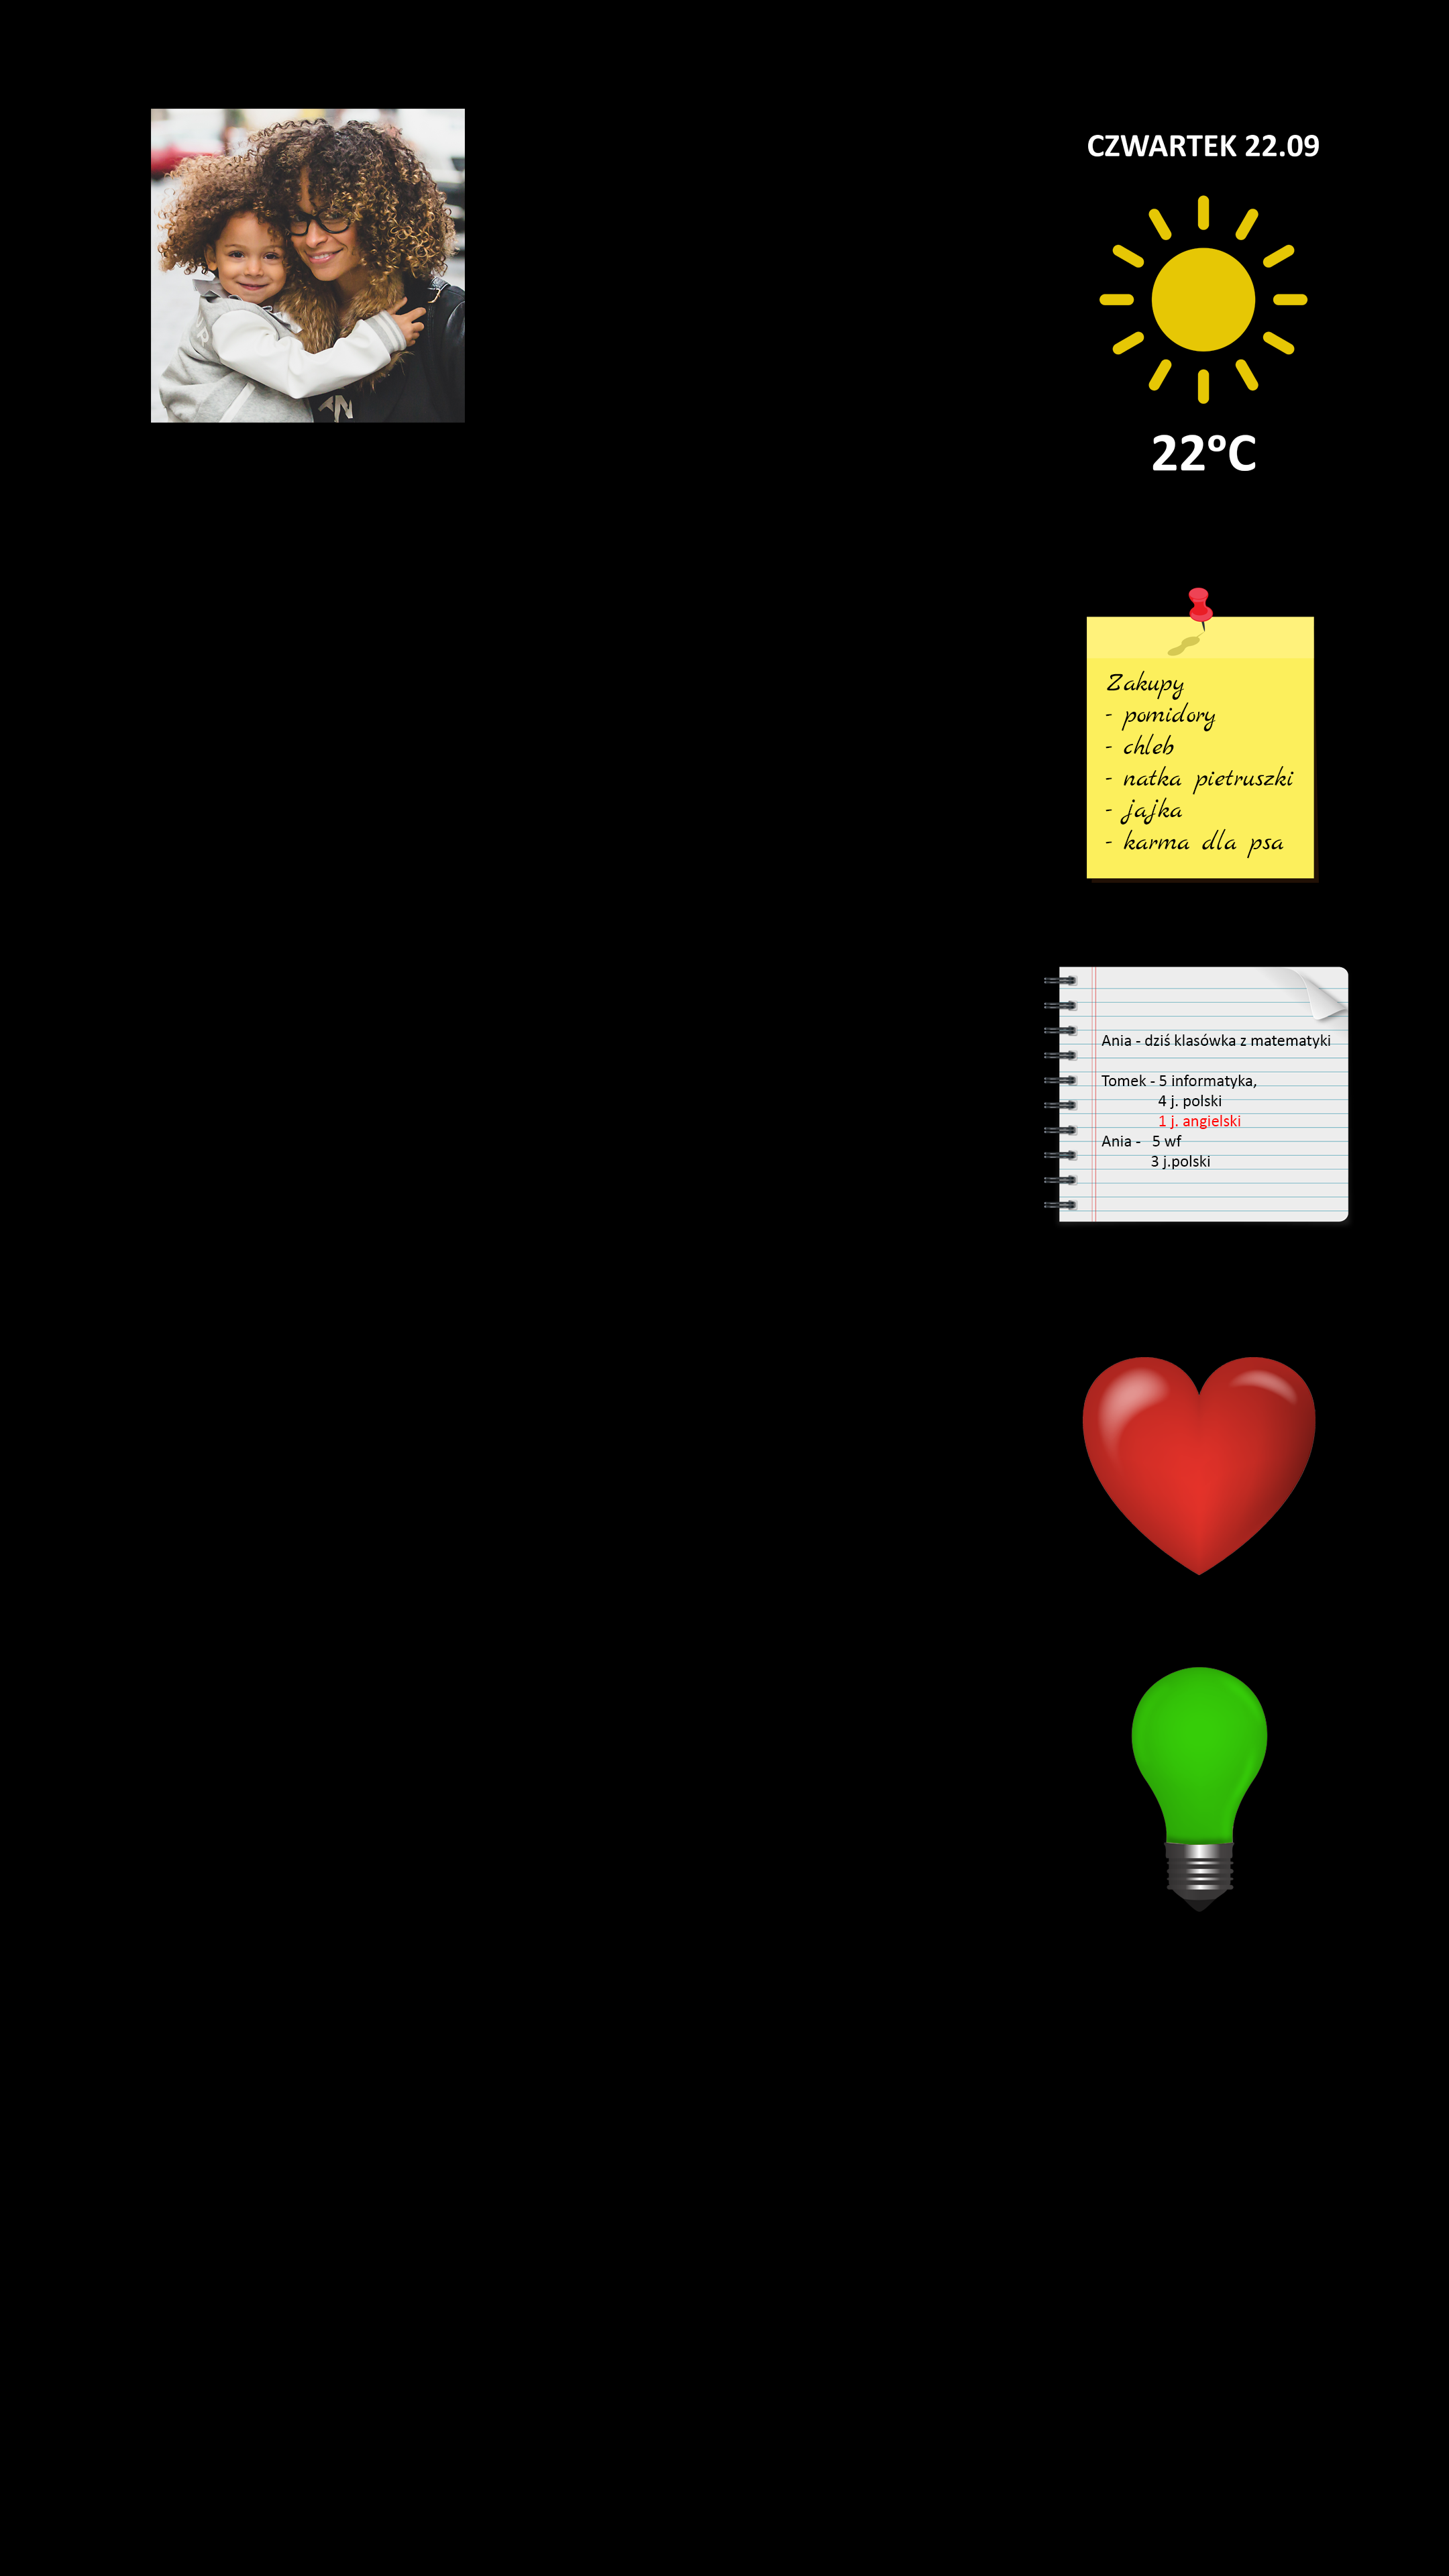 CZWARTEK 22.09
22°C
Zakupy
- pomidory
- chleb
- natka pietruszki
- jajka
- karma dla psa
Ania - dziś klasówka z matematyki
Tomek - 5 informatyka,
4 j. polski
1 j. angielski
Ania - 5 wf
3 j.polski